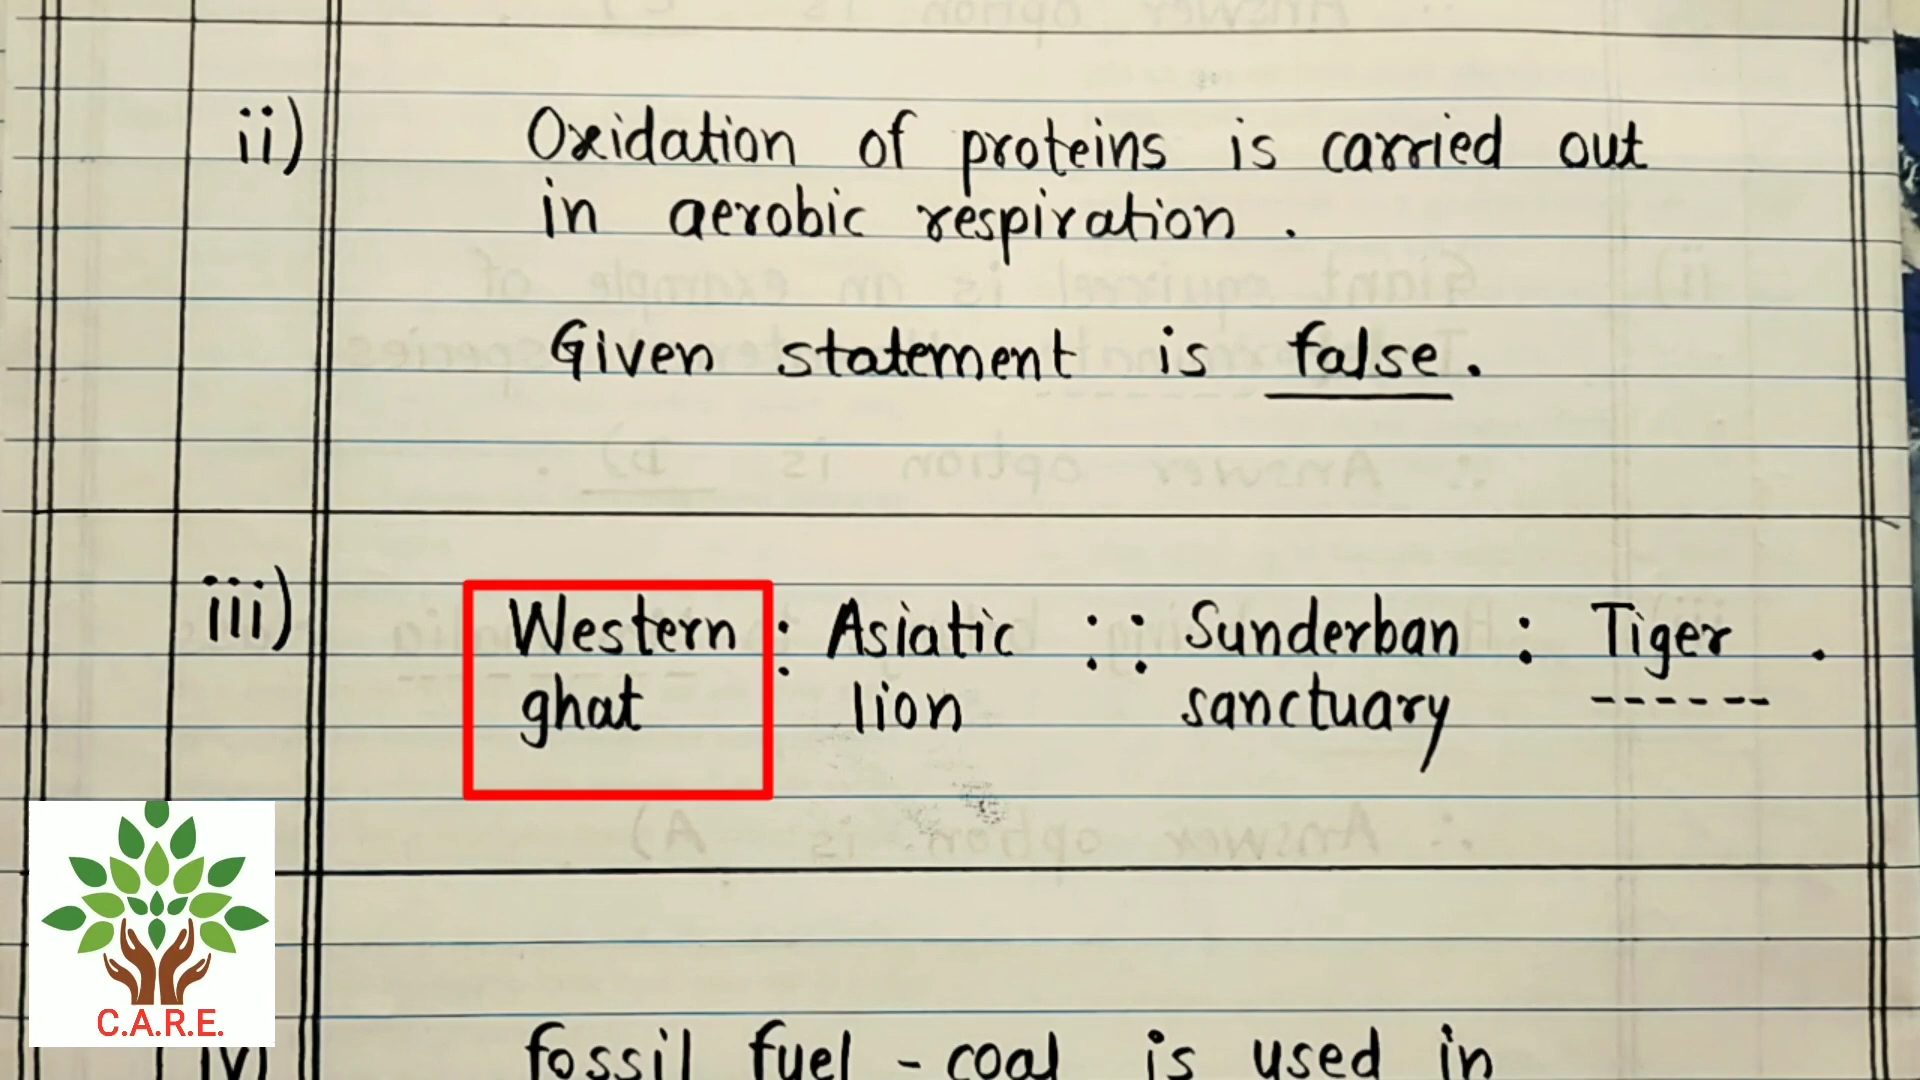 ii) Oxidation of proteins is carried out
in aerobic respiration.
Given statement is false.
iii) Western : Asiatic :: Sunderban : Tiger.
ghat lion sanctuary
C.A.R.E.
iv) fossil fuel - coal is used in